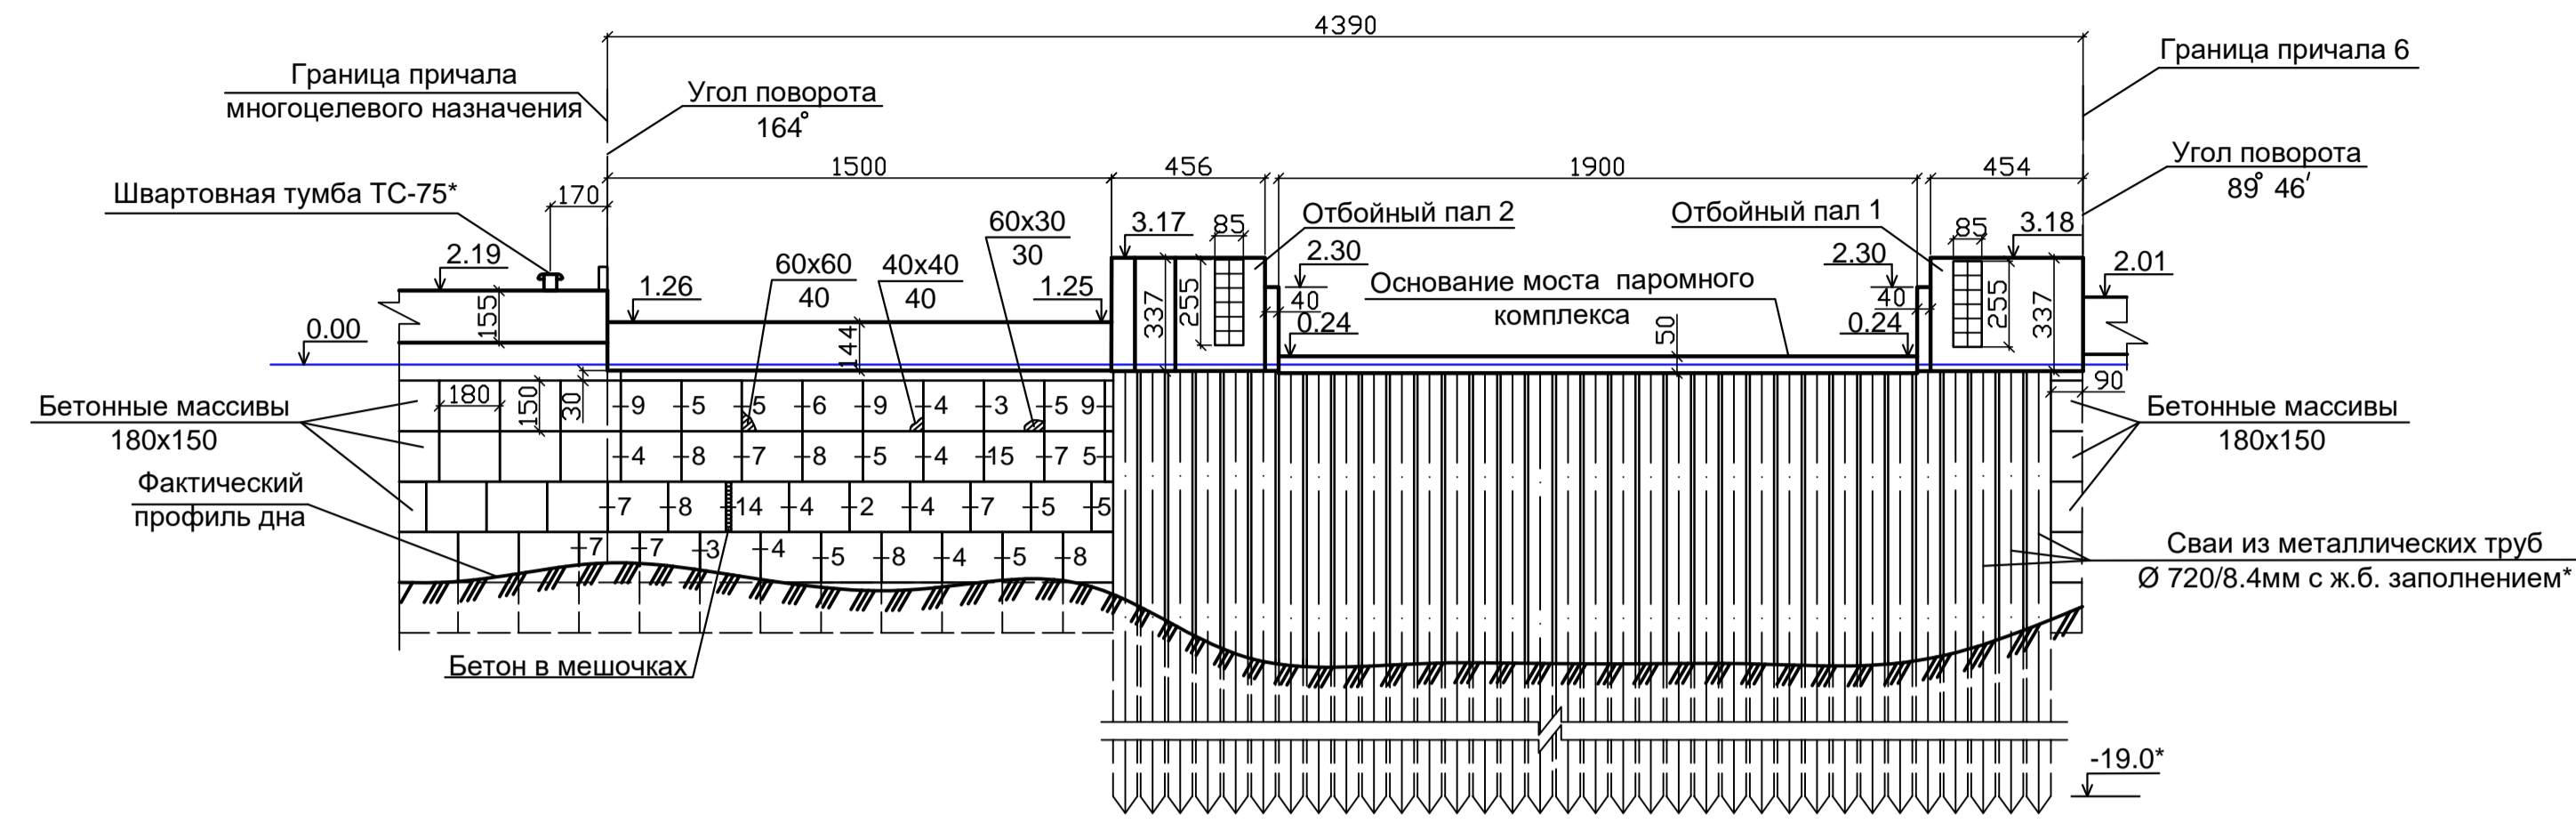 4390
Граница причала 6
Граница причала
многоцелевого назначения
Угол поворота
164°
1500
456
1900
454
Угол поворота
89° 46′
Швартовная тумба ТС-75*
170
60х30
30
3.17
85
Отбойный пал 2
Отбойный пал 1
85
3.18
2.19
60х60
40
40х40
40
2.30
2.30
2.01
1.26
1.25
Основание моста паромного
комплекса
155
144
337
255
40
0.24
50
40
0.24
255
337
0.00
180
150
30
90
Бетонные массивы
180х150
9 5 5 6 9 4 3 5 9
Бетонные массивы
180х150
4 8 7 8 5 4 15 7 5
Фактический
профиль дна
7 8 14 4 2 4 7 5 5
7 7 3 4 5 8 4 5 8
Сваи из металлических труб
Ø 720/8.4мм с ж.б. заполнением*
Бетон в мешочках
-19.0*